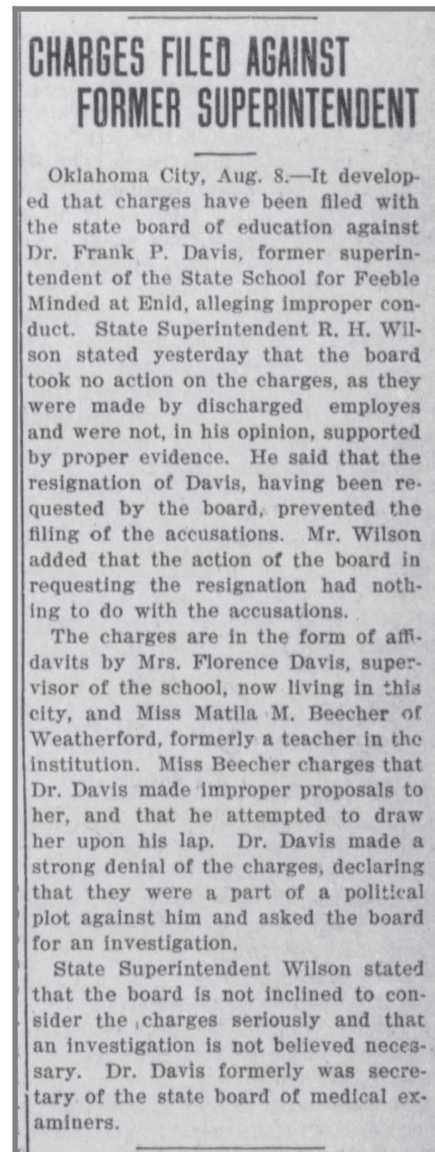 CHARGES FILED AGAINST
FORMER SUPERINTENDENT
Oklahoma City, Aug. 8.—It develop-
ed that charges have been filed with
the state board of education against
Dr. Frank P. Davis, former superin-
tendent of the State School for Feeble
Minded at Enid, alleging improper con-
duct. State Superintendent R. H. Wil-
son stated yesterday that the board
took no action on the charges, as they
were made by discharged employes
and were not, in his opinion, supported
by proper evidence. He said that the
resignation of Davis, having been re-
quested by the board, prevented the
filing of the accusations. Mr. Wilson
added that the action of the board in
requesting the resignation had noth-
ing to do with the accusations.
The charges are in the form of affi-
davits by Mrs. Florence Davis, super-
visor of the school, now living in this
city, and Miss Matila M. Beecher of
Weatherford, formerly a teacher in the
institution. Miss Beecher charges that
Dr. Davis made improper proposals to
her, and that he attempted to draw
her upon his lap. Dr. Davis made a
strong denial of the charges, declaring
that they were a part of a political
plot against him and asked the board
for an investigation.
State Superintendent Wilson stated
that the board is not inclined to con-
sider the charges seriously and that
an investigation is not believed neces-
sary. Dr. Davis formerly was secre-
tary of the state board of medical ex-
aminers.